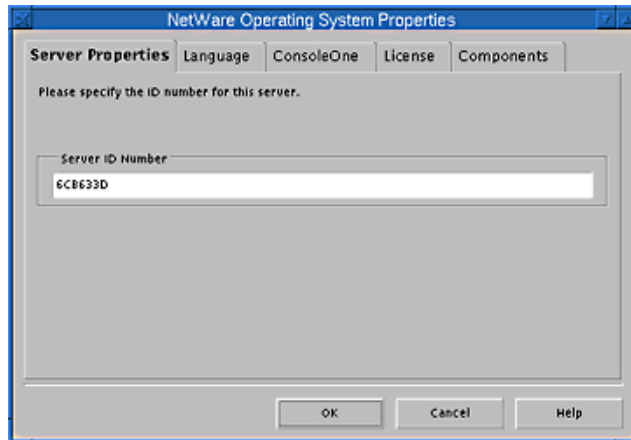 NetWare Operating System Properties
Server Properties Language ConsoleOne License Components
Please specify the ID number for this server.
Server ID Number
6CB633D
OK Cancel Help